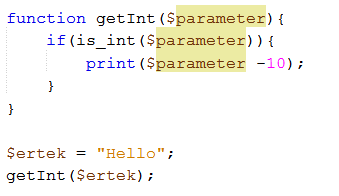 function getInt($parameter){
    if(is_int($parameter)){
        print($parameter -10);
    }
}

$ertek = "Hello";
getInt($ertek);